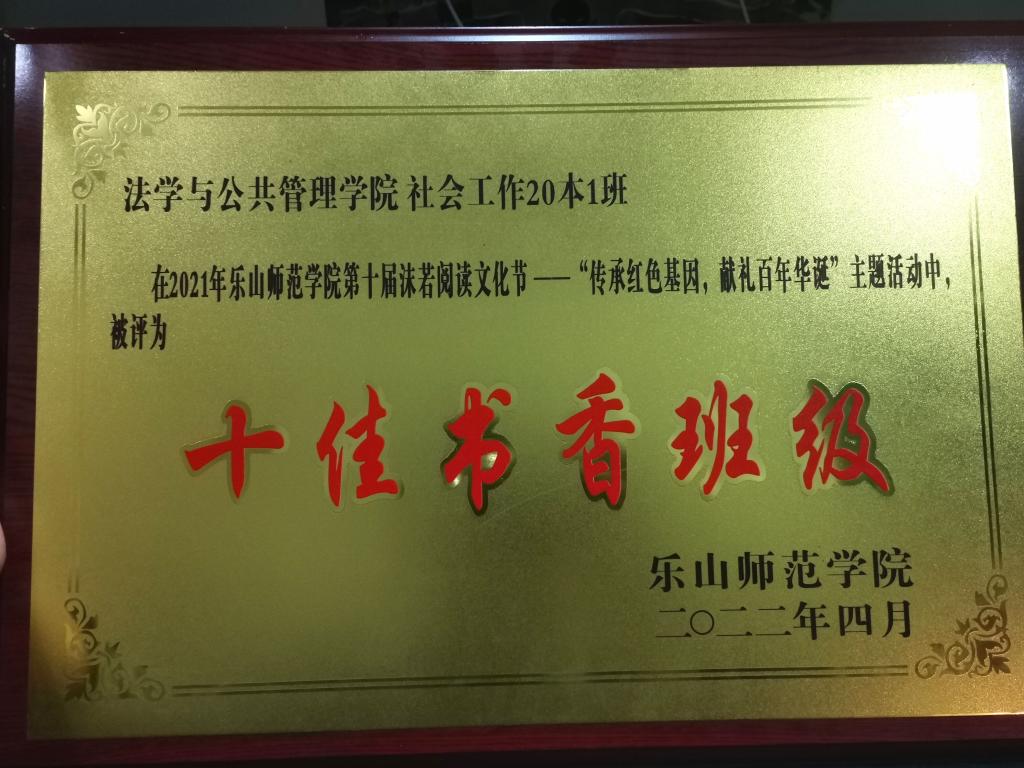 法学与公共管理学院 社会工作20本1班
在2021年乐山师范学院第十届沫若阅读文化节——“传承红色基因，献礼百年华诞”主题活动中，
被评为
十佳书香班级
乐山师范学院
二〇二二年四月